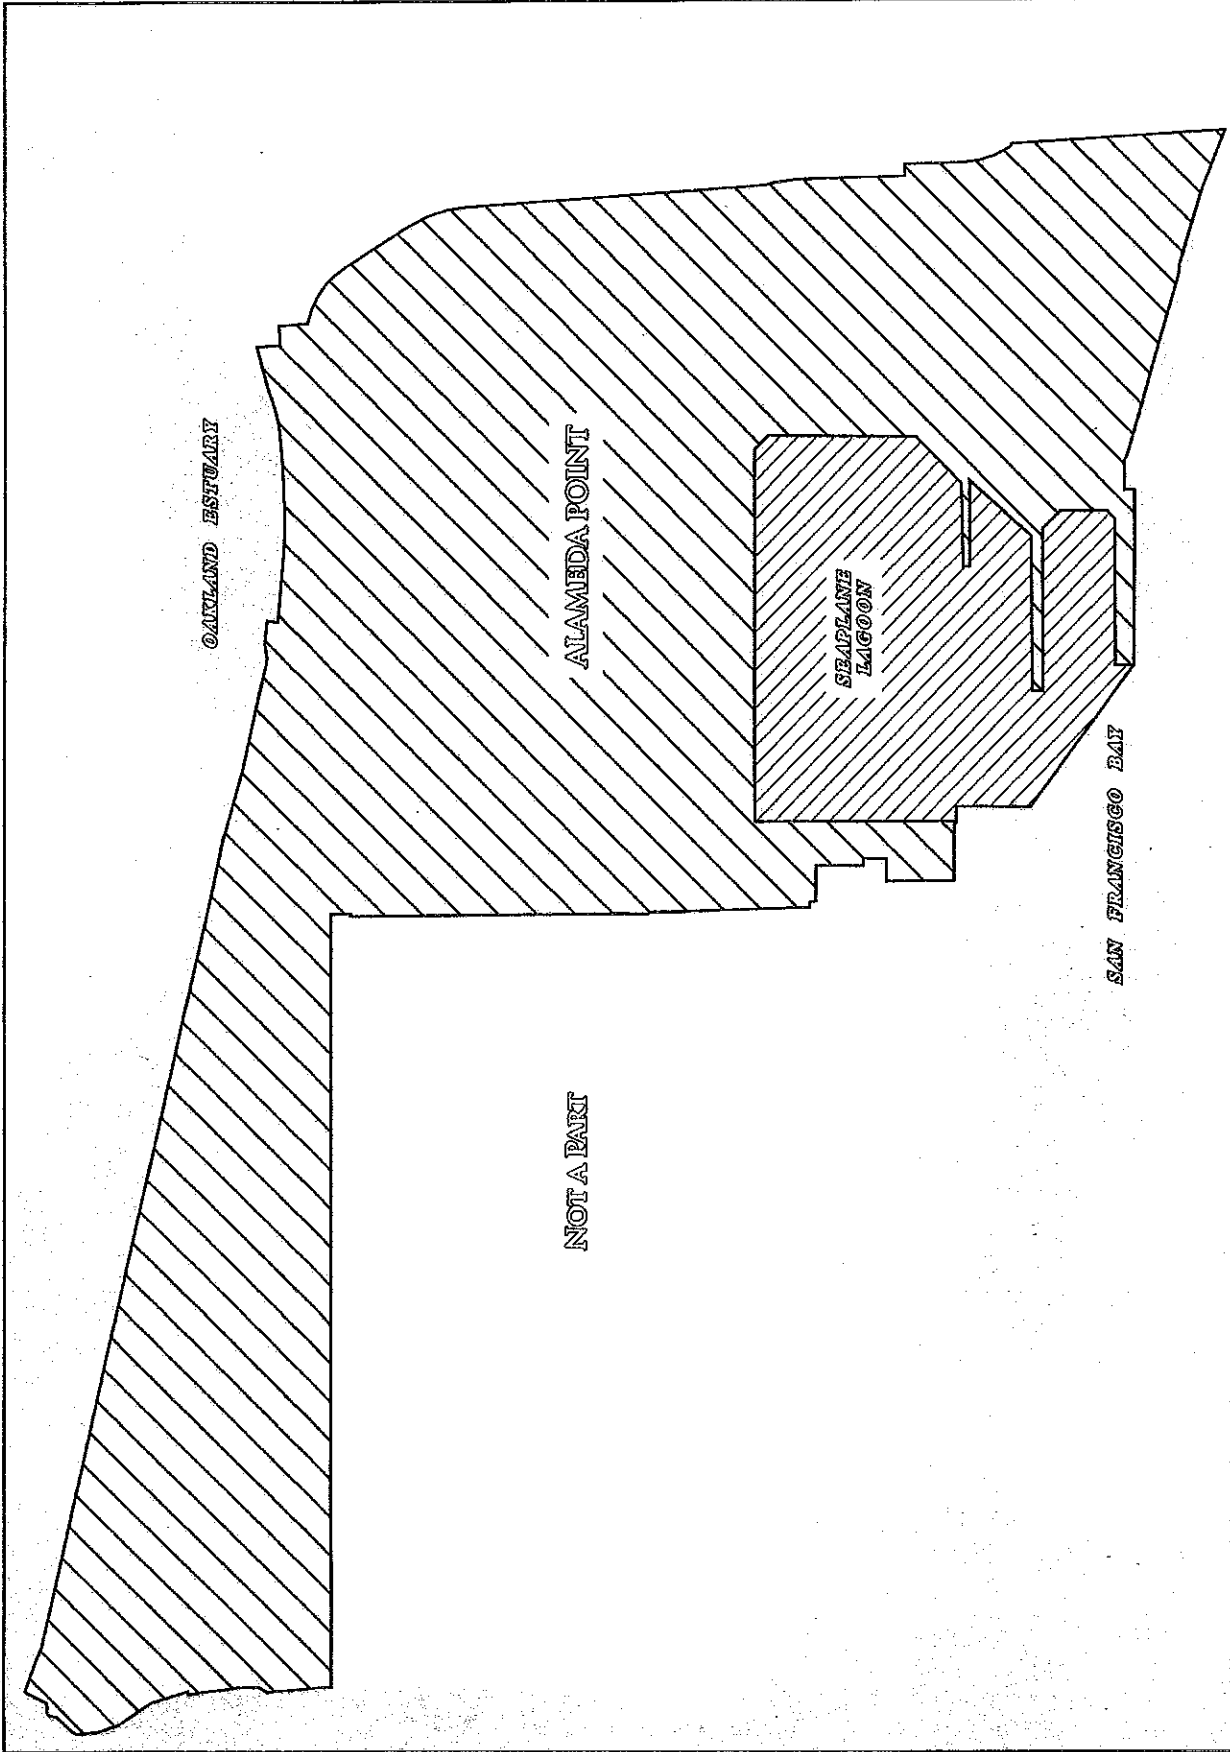 OAKLAND ESTUARY
ALAMEDA POINT
SEAPLANE
LAGOON
NOT A PART
SAN FRANCISCO BAY